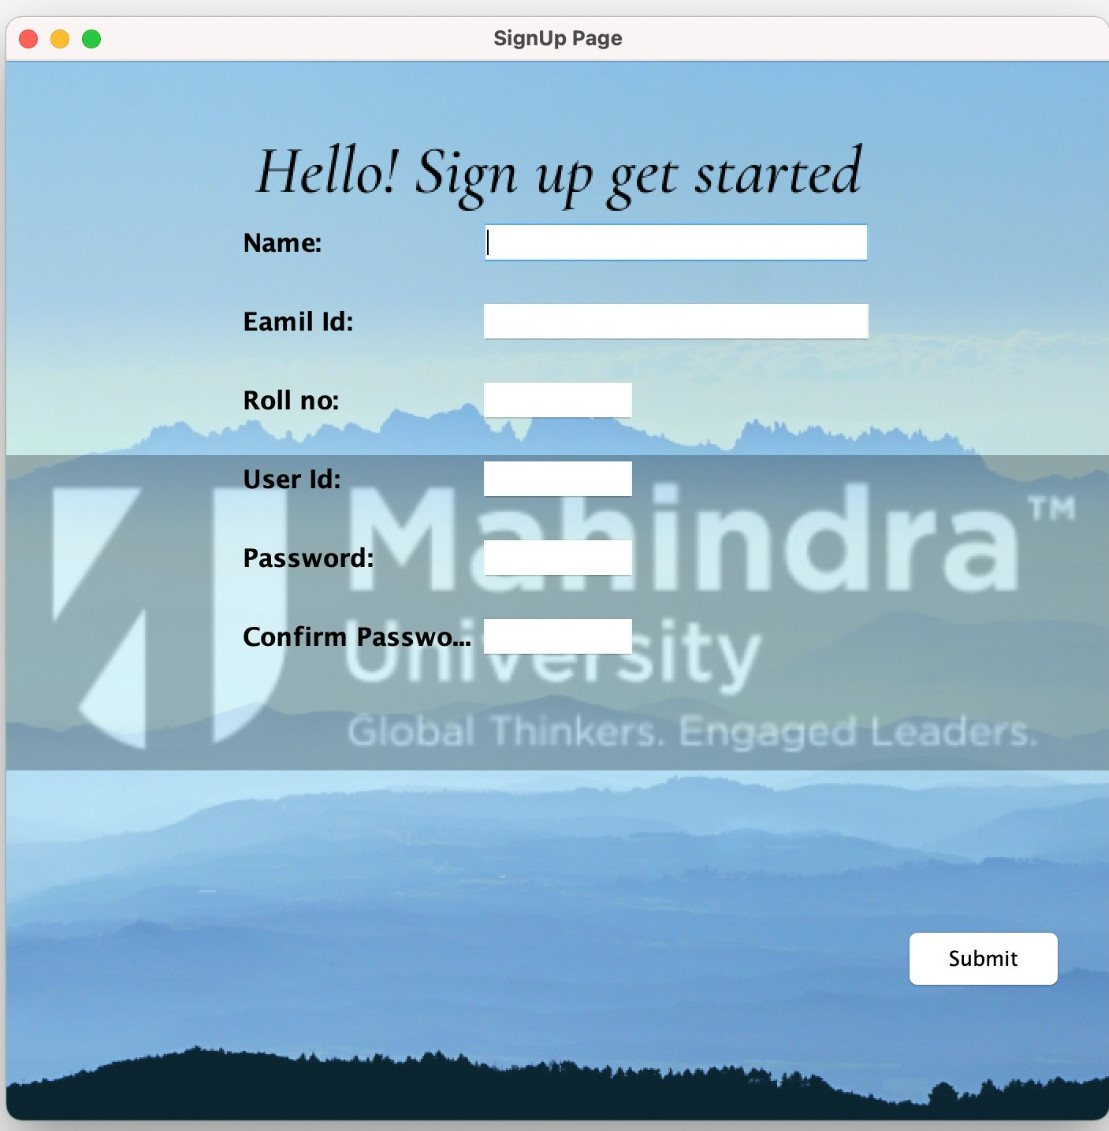 SignUp Page
Hello! Sign up get started
Name:
Eamil Id:
Roll no:
User Id:
Password:
Confirm Passwo...
Mahindra™
University
Global Thinkers. Engaged Leaders.
Submit